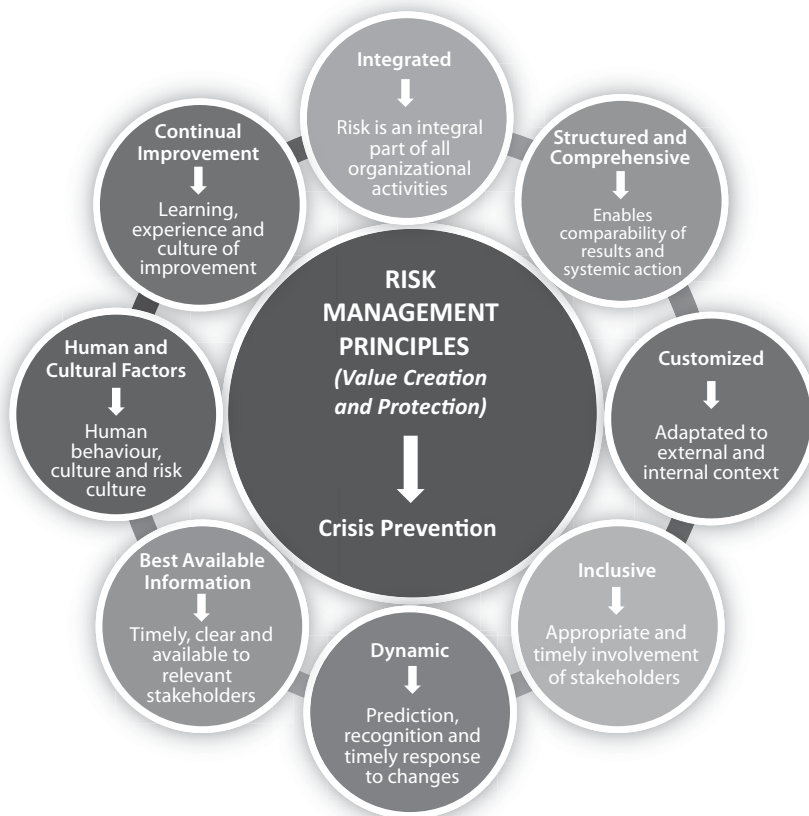 Integrated
Risk is an integral
part of all
organizational
activities
Structured and
Comprehensive
Enables
comparability of
results and
systemic action
Customized
Adaptated to
external and
internal context
Inclusive
Appropriate and
timely involvement
of stakeholders
Dynamic
Prediction,
recognition and
timely response
to changes
Best Available
Information
Timely, clear and
available to
relevant
stakeholders
Human and
Cultural Factors
Human
behaviour,
culture and risk
culture
Continual
Improvement
Learning,
experience and
culture of
improvement
RISK
MANAGEMENT
PRINCIPLES
(Value Creation
and Protection)
Crisis Prevention